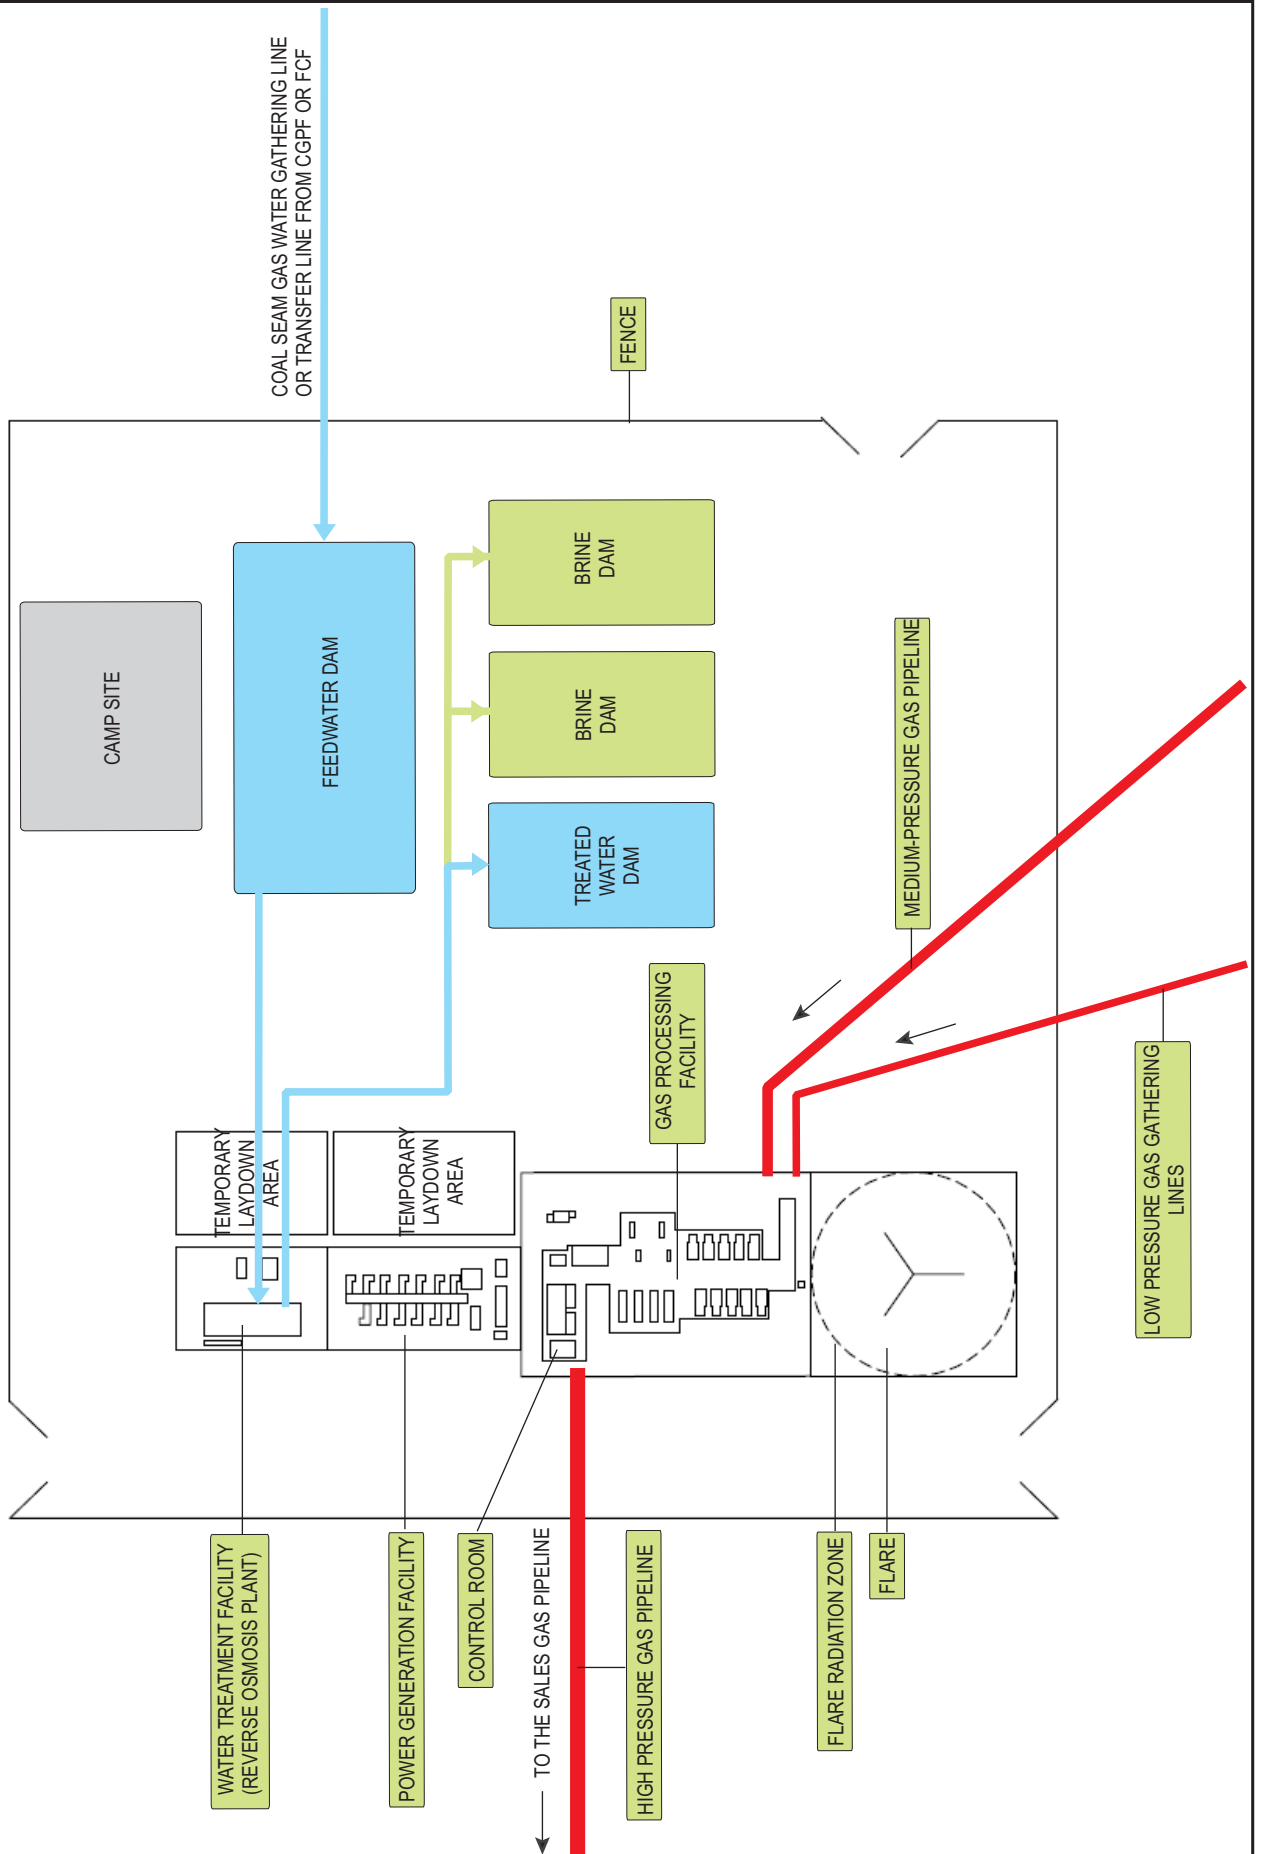 COAL SEAM GAS WATER GATHERING LINE
OR TRANSFER LINE FROM CGPF OR FCF
FENCE
CAMP SITE
FEEDWATER DAM
BRINE
DAM
BRINE
DAM
TREATED
WATER
DAM
MEDIUM-PRESSURE GAS PIPELINE
GAS PROCESSING
FACILITY
LOW PRESSURE GAS GATHERING
LINES
TEMPORARY
LAYDOWN
AREA
TEMPORARY
LAYDOWN
AREA
WATER TREATMENT FACILITY
(REVERSE OSMOSIS PLANT)
POWER GENERATION FACILITY
CONTROL ROOM
TO THE SALES GAS PIPELINE
HIGH PRESSURE GAS PIPELINE
FLARE RADIATION ZONE
FLARE